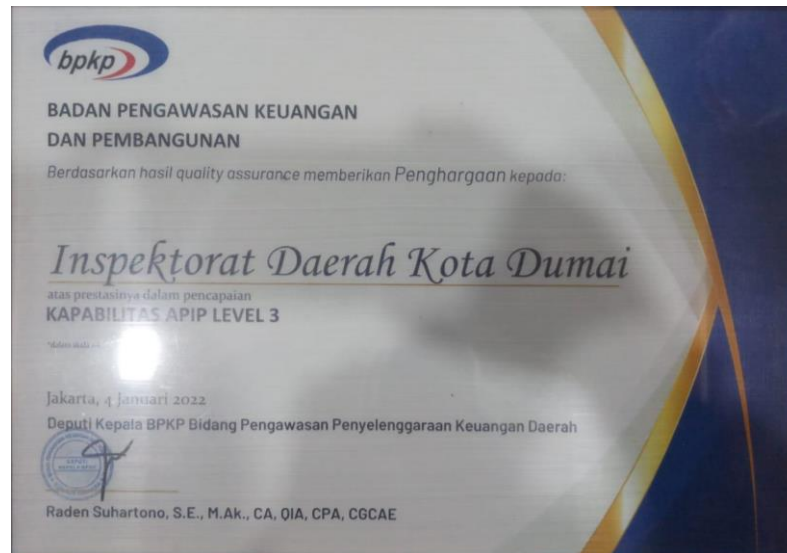 bpkp
BADAN PENGAWASAN KEUANGAN
DAN PEMBANGUNAN
Berdasarkan hasil quality assurance memberikan Penghargaan kepada:
Inspektorat Daerah Kota Dumai
atas prestasinya dalam pencapaian
KAPABILITAS APIP LEVEL 3
Jakarta, 4 Januari 2022
Deputi Kepala BPKP Bidang Pengawasan Penyelenggaraan Keuangan Daerah
Raden Suhartono, S.E., M.Ak., CA, QIA, CPA, CGCAE